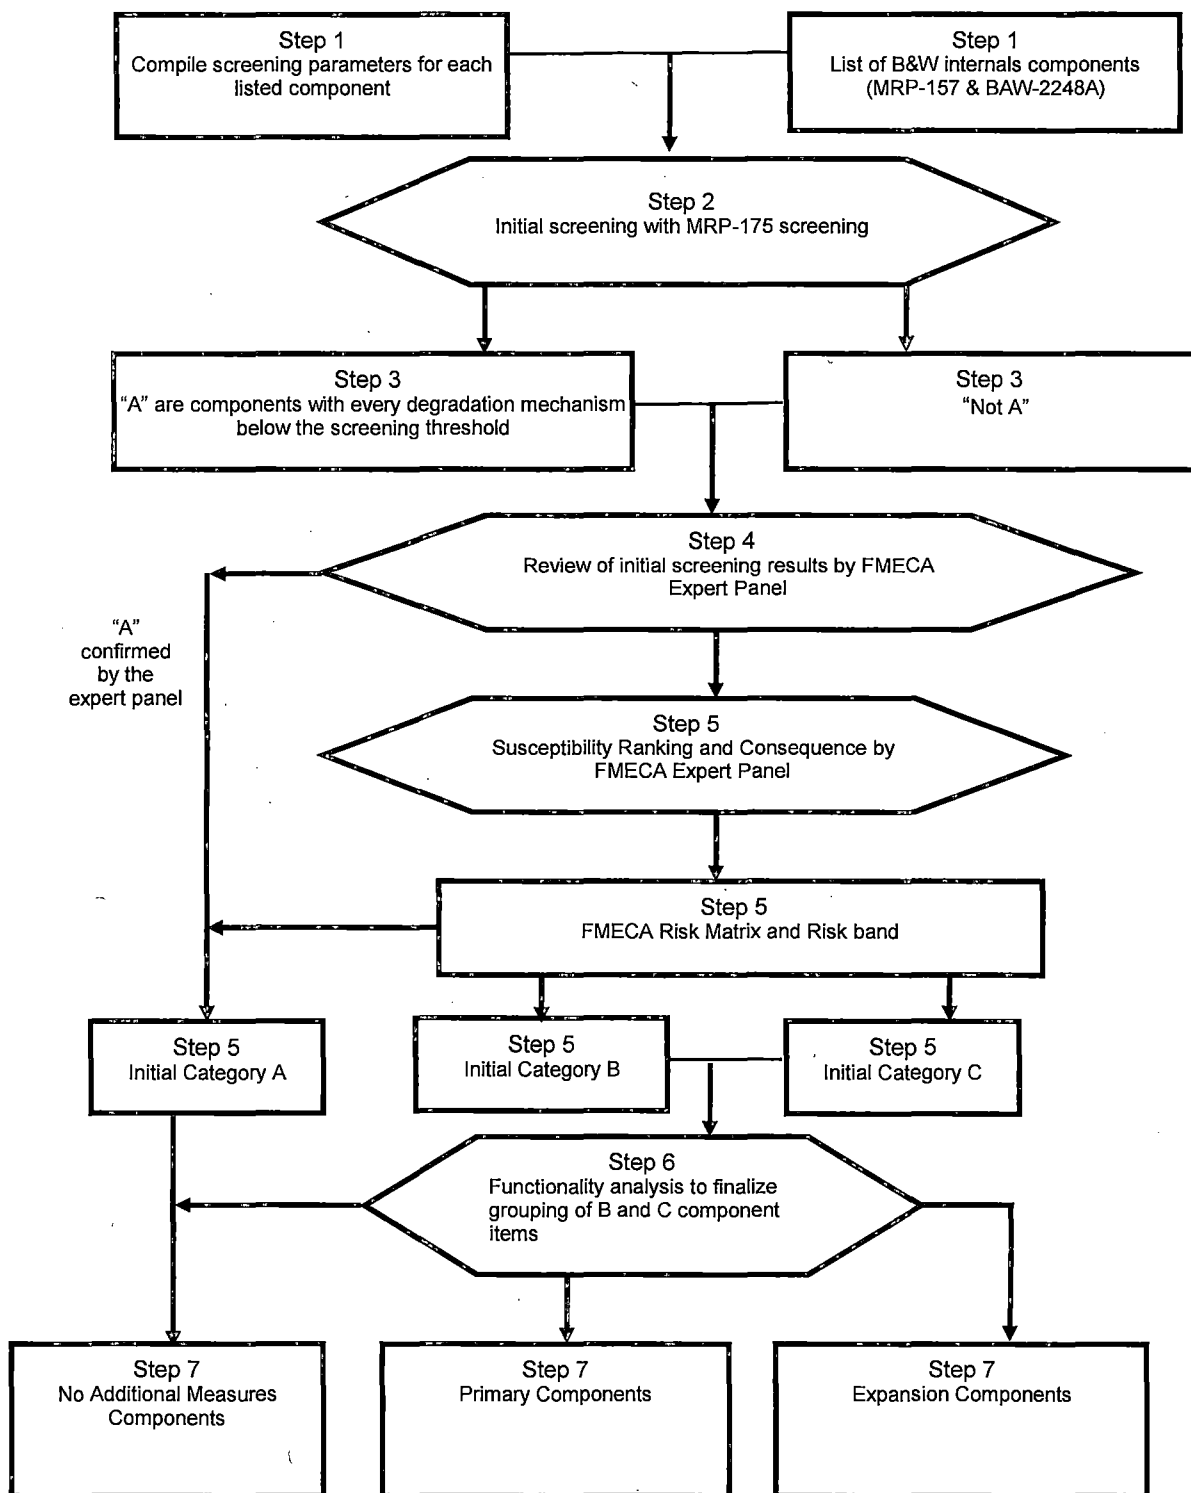 Step 1
Compile screening parameters for each
listed component
Step 1
List of B&W internals components
(MRP-157 & BAW-2248A)
Step 2
Initial screening with MRP-175 screening
Step 3
“A” are components with every degradation mechanism
below the screening threshold
Step 3
“Not A”
Step 4
Review of initial screening results by FMECA
Expert Panel
“A”
confirmed
by the
expert panel
Step 5
Susceptibility Ranking and Consequence by
FMECA Expert Panel
Step 5
FMECA Risk Matrix and Risk band
Step 5
Initial Category A
Step 5
Initial Category B
Step 5
Initial Category C
Step 6
Functionality analysis to finalize
grouping of B and C component
items
Step 7
No Additional Measures
Components
Step 7
Primary Components
Step 7
Expansion Components